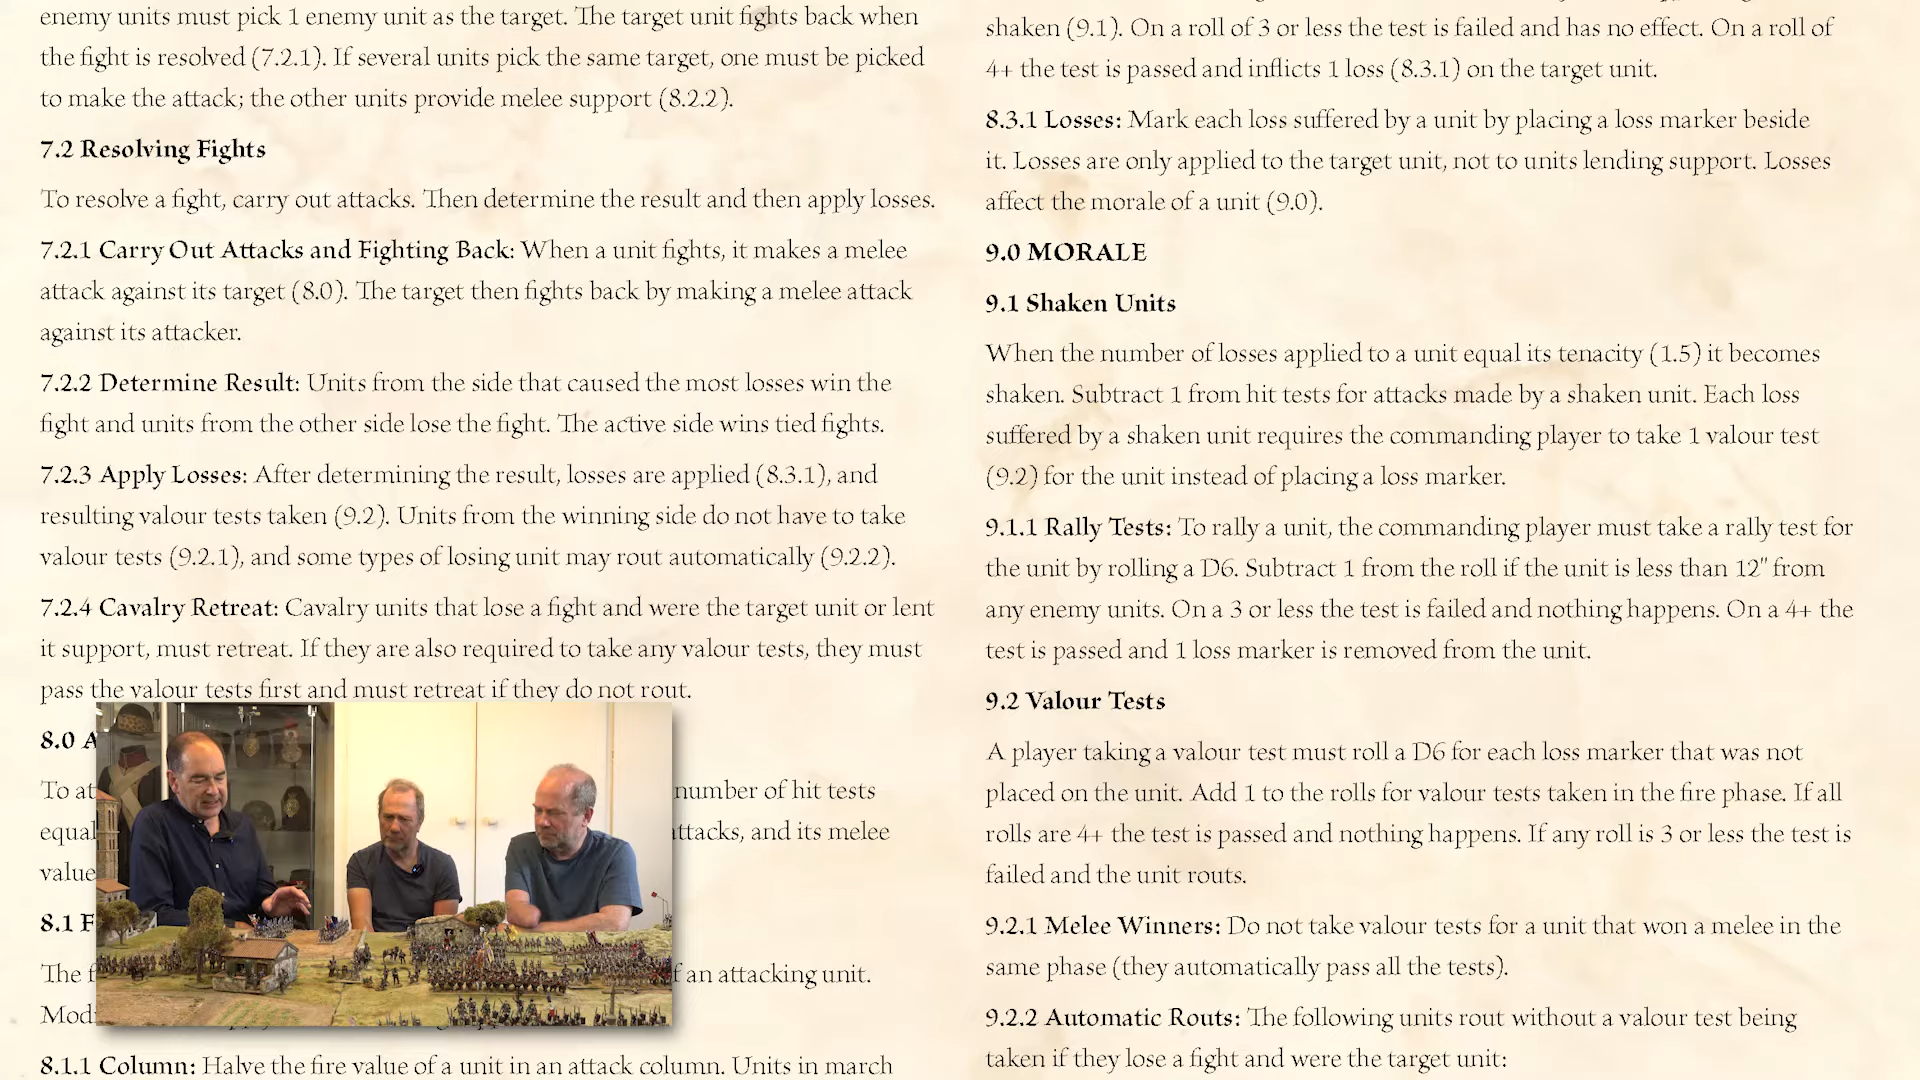 enemy units must pick 1 enemy unit as the target. The target unit fights back when
the fight is resolved (7.2.1). If several units pick the same target, one must be picked
to make the attack; the other units provide melee support (8.2.2).
7.2 Resolving Fights
To resolve a fight, carry out attacks. Then determine the result and then apply losses.
7.2.1 Carry Out Attacks and Fighting Back: When a unit fights, it makes a melee
attack against its target (8.0). The target then fights back by making a melee attack
against its attacker.
7.2.2 Determine Result: Units from the side that caused the most losses win the
fight and units from the other side lose the fight. The active side wins tied fights.
7.2.3 Apply Losses: After determining the result, losses are applied (8.3.1), and
resulting valour tests taken (9.2). Units from the winning side do not have to take
valour tests (9.2.1), and some types of losing unit may rout automatically (9.2.2).
7.2.4 Cavalry Retreat: Cavalry units that lose a fight and were the target unit or lent
it support, must retreat. If they are also required to take any valour tests, they must
pass the valour tests first and must retreat if they do not rout.
8.0 A
To at number of hit tests
equal ttacks, and its melee
value
8.1 F
The f f an attacking unit.
Mod
8.1.1 Column: Halve the fire value of a unit in an attack column. Units in march
shaken (9.1). On a roll of 3 or less the test is failed and has no effect. On a roll of
4+ the test is passed and inflicts 1 loss (8.3.1) on the target unit.
8.3.1 Losses: Mark each loss suffered by a unit by placing a loss marker beside
it. Losses are only applied to the target unit, not to units lending support. Losses
affect the morale of a unit (9.0).
9.0 MORALE
9.1 Shaken Units
When the number of losses applied to a unit equal its tenacity (1.5) it becomes
shaken. Subtract 1 from hit tests for attacks made by a shaken unit. Each loss
suffered by a shaken unit requires the commanding player to take 1 valour test
(9.2) for the unit instead of placing a loss marker.
9.1.1 Rally Tests: To rally a unit, the commanding player must take a rally test for
the unit by rolling a D6. Subtract 1 from the roll if the unit is less than 12" from
any enemy units. On a 3 or less the test is failed and nothing happens. On a 4+ the
test is passed and 1 loss marker is removed from the unit.
9.2 Valour Tests
A player taking a valour test must roll a D6 for each loss marker that was not
placed on the unit. Add 1 to the rolls for valour tests taken in the fire phase. If all
rolls are 4+ the test is passed and nothing happens. If any roll is 3 or less the test is
failed and the unit routs.
9.2.1 Melee Winners: Do not take valour tests for a unit that won a melee in the
same phase (they automatically pass all the tests).
9.2.2 Automatic Routs: The following units rout without a valour test being
taken if they lose a fight and were the target unit: